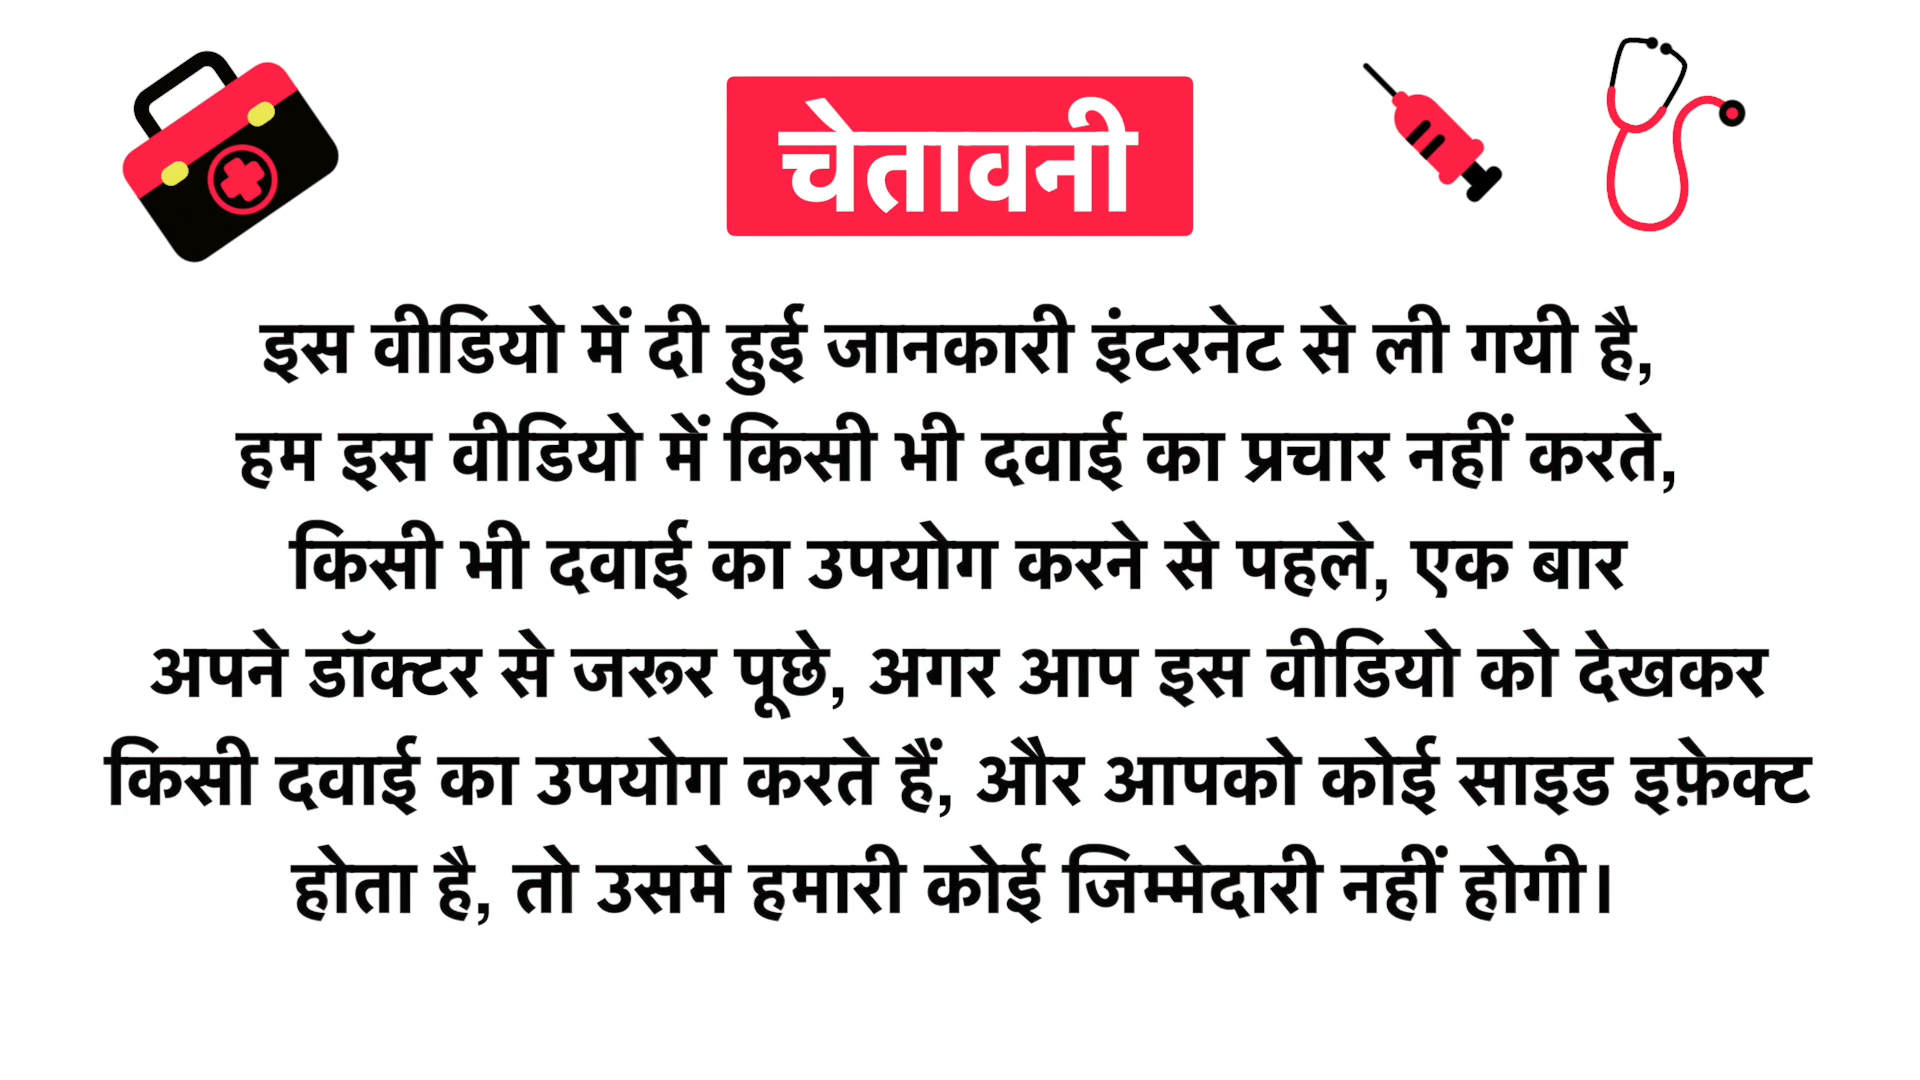 चेतावनी
इस वीडियो में दी हुई जानकारी इंटरनेट से ली गयी है,
हम इस वीडियो में किसी भी दवाई का प्रचार नहीं करते,
किसी भी दवाई का उपयोग करने से पहले, एक बार
अपने डॉक्टर से जरूर पूछे, अगर आप इस वीडियो को देखकर
किसी दवाई का उपयोग करते हैं, और आपको कोई साइड इफ़ेक्ट
होता है, तो उसमे हमारी कोई जिम्मेदारी नहीं होगी।